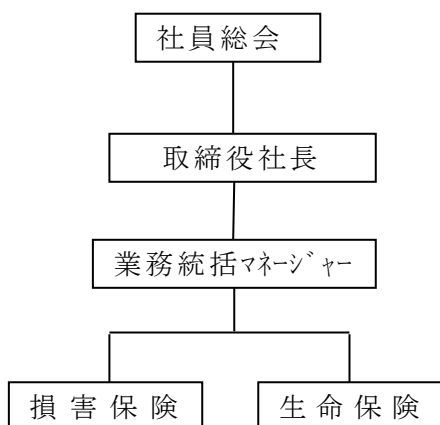 社員総会
取締役社長
業務統括ﾏﾈｰｼﾞｬｰ
損害保険
生命保険